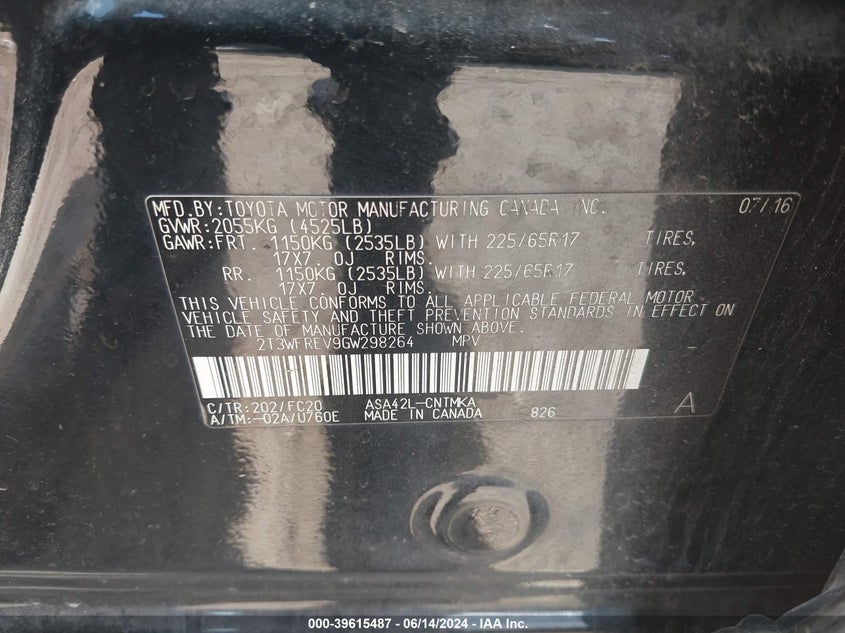 MFD.BY:TOYOTA MOTOR MANUFACTURING CANADA INC. 07/16
GVWR:2055KG (4525LB)
GAWR:FRT. 1150KG (2535LB) WITH 225/65R17 TIRES,
17X7.0J RIMS.
RR. 1150KG (2535LB) WITH 225/65R17 TIRES,
17X7.0J RIMS.
THIS VEHICLE CONFORMS TO ALL APPLICABLE FEDERAL MOTOR
VEHICLE SAFETY AND THEFT PREVENTION STANDARDS IN EFFECT ON
THE DATE OF MANUFACTURE SHOWN ABOVE.
2T3WFREV9GW298264 MPV
C/TR:202/FC20 ASA42L-CNTMKA
A/TM:-02A/U760E MADE IN CANADA 826 A
000-39615487 - 06/14/2024 - IAA Inc.